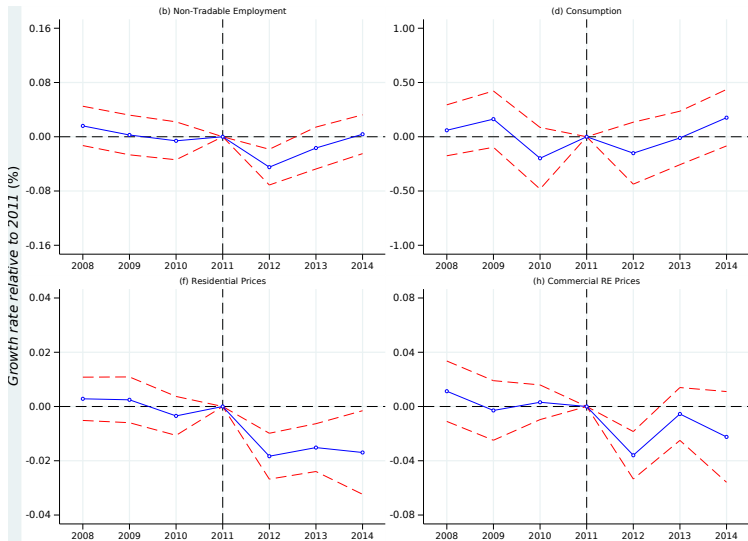 Growth rate relative to 2011 (%)
(b) Non-Tradable Employment
0.16
0.08
0.00
-0.08
-0.16
2008 2009 2010 2011 2012 2013 2014
(d) Consumption
1.00
0.50
0.00
-0.50
-1.00
2008 2009 2010 2011 2012 2013 2014
(f) Residential Prices
0.04
0.02
0.00
-0.02
-0.04
2008 2009 2010 2011 2012 2013 2014
(h) Commercial RE Prices
0.08
0.04
0.00
-0.04
-0.08
2008 2009 2010 2011 2012 2013 2014